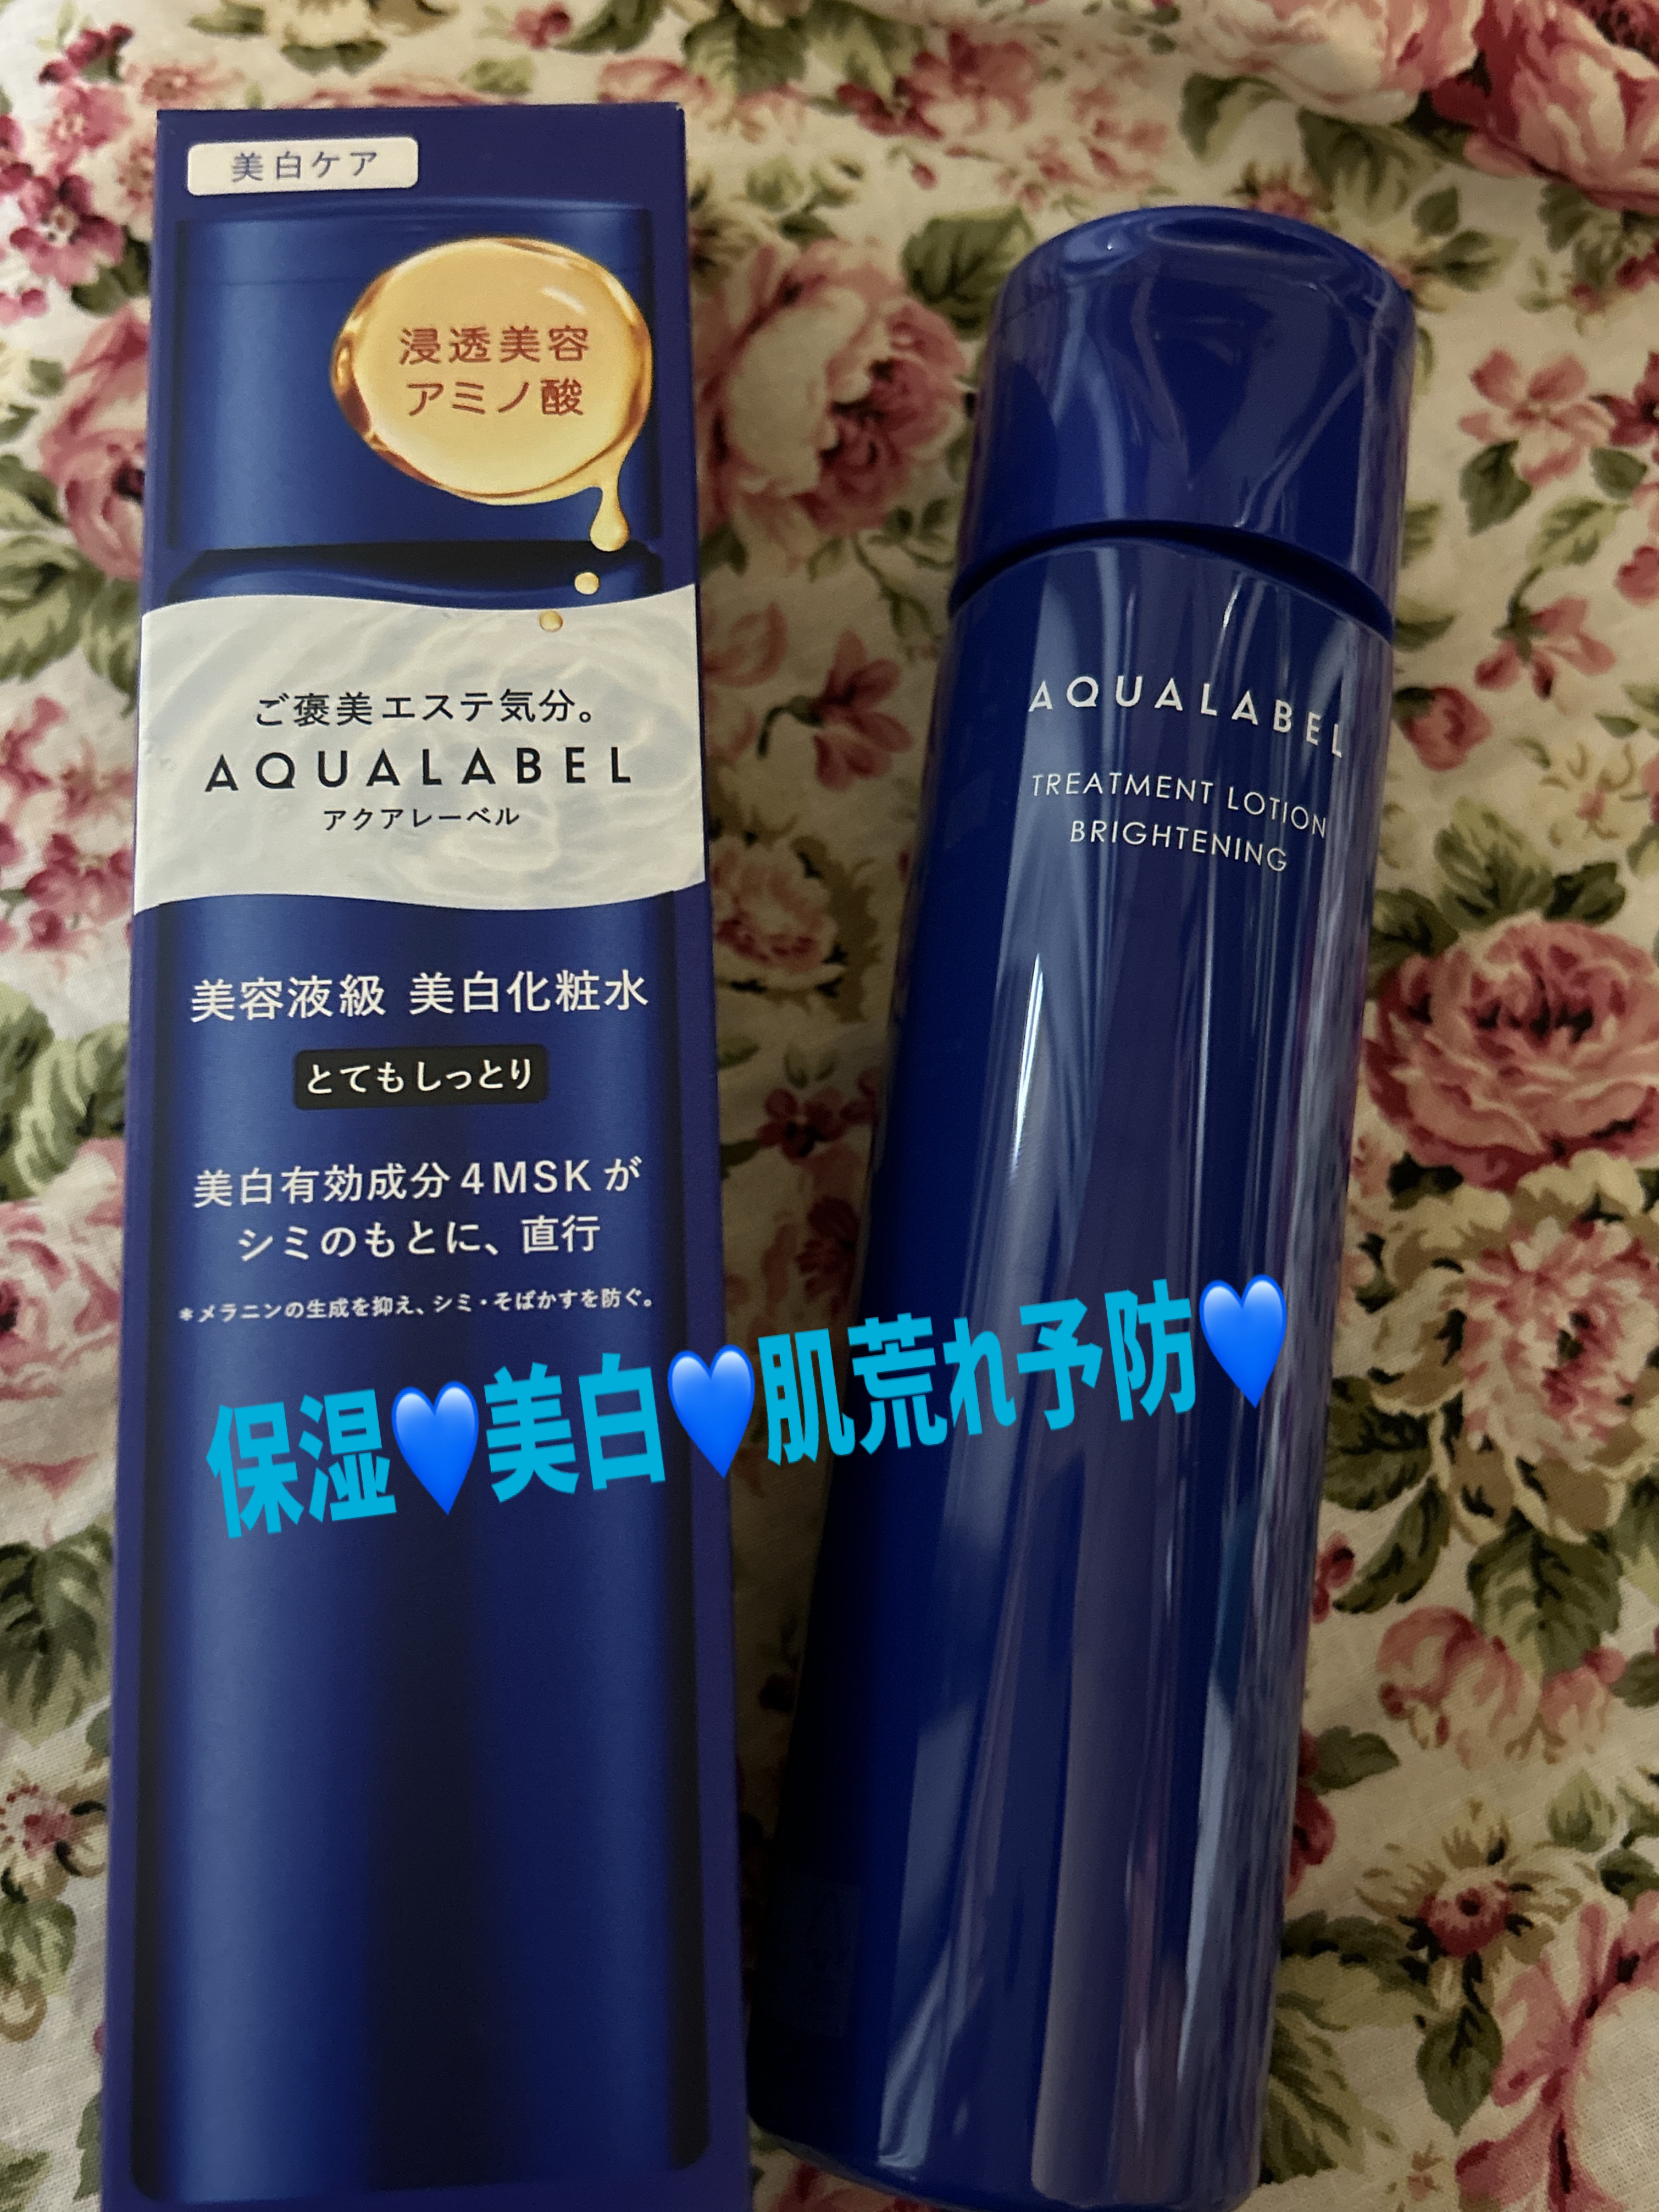 美白ケア
浸透美容
アミノ酸
ご褒美エステ気分。
AQUALABEL
アクアレーベル
美容液級 美白化粧水
とてもしっとり
美白有効成分4MSKが
シミのもとに、直行
*メラニンの生成を抑え、シミ・そばかすを防ぐ。
AQUALABEL
TREATMENT LOTION
BRIGHTENING
保湿💙美白💙肌荒れ予防💙